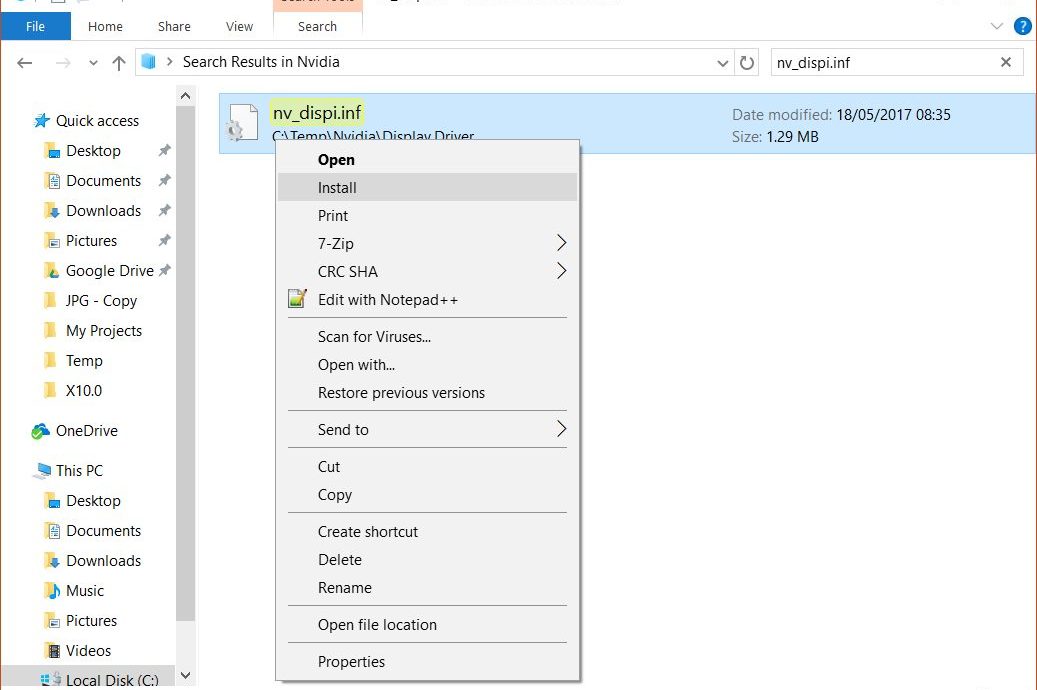 Search Tools
File
Home
Share
View
Search
?
Search Results in Nvidia
nv_dispi.inf
Quick access
Desktop
Documents
Downloads
Pictures
Google Drive
JPG - Copy
My Projects
Temp
X10.0
OneDrive
This PC
Desktop
Documents
Downloads
Music
Pictures
Videos
Local Disk (C:)
nv_dispi.inf
C:\Temp\Nvidia\Display.Driver
Date modified: 18/05/2017 08:35
Size: 1.29 MB
Open
Install
Print
7-Zip
CRC SHA
Edit with Notepad++
Scan for Viruses...
Open with...
Restore previous versions
Send to
Cut
Copy
Create shortcut
Delete
Rename
Open file location
Properties